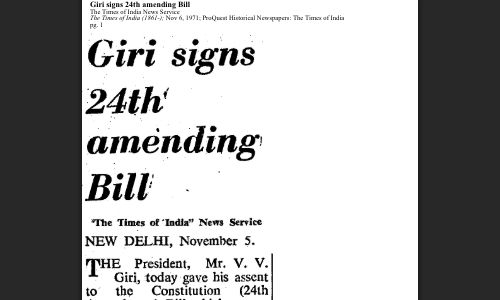 Giri signs 24th amending Bill
The Times of India News Service
The Times of India (1861-); Nov 6, 1971; ProQuest Historical Newspapers: The Times of India
pg. 1
Giri signs
24th
amending
Bill
"The Times of India" News Service
NEW DELHI, November 5.
THE President, Mr. V. V.
Giri, today gave his assent
to the Constitution (24th